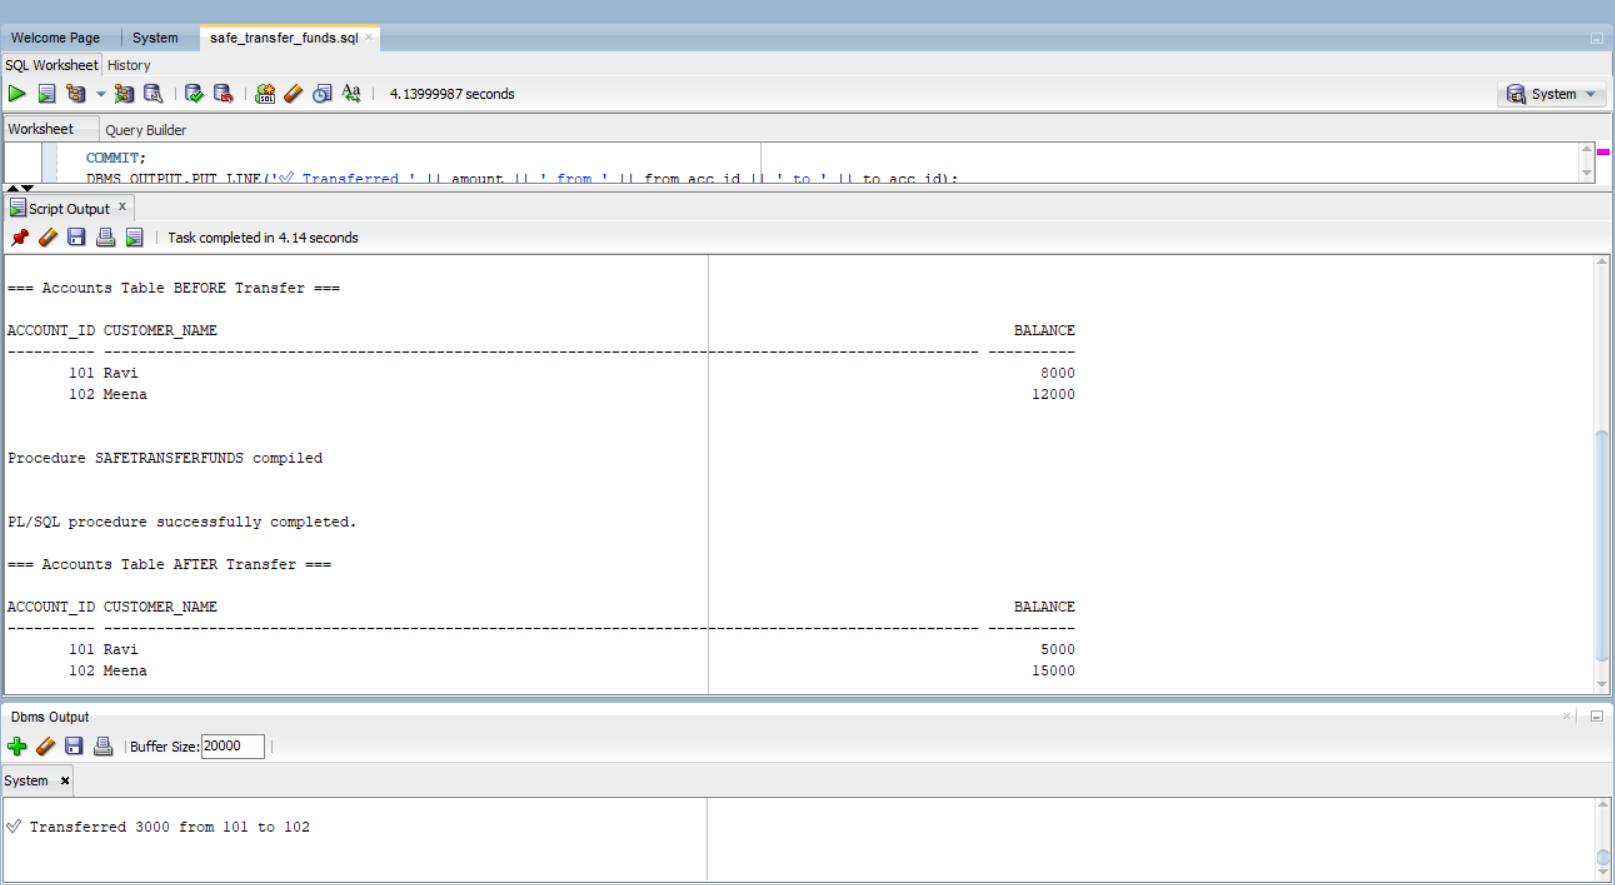 Welcome Page System safe_transfer_funds.sql
SQL Worksheet History
4.13999987 seconds System
Worksheet Query Builder
COMMIT;
DBMS_OUTPUT.PUT_LINE('✅ Transferred ' || amount || ' from ' || from_acc_id || ' to ' || to_acc_id);
Script Output x
Task completed in 4.14 seconds
=== Accounts Table BEFORE Transfer ===
ACCOUNT_ID CUSTOMER_NAME BALANCE
---------- ---------------------------------------------------------------------------------------------------- ----------
101 Ravi 8000
102 Meena 12000
Procedure SAFETRANSFERFUNDS compiled
PL/SQL procedure successfully completed.
=== Accounts Table AFTER Transfer ===
ACCOUNT_ID CUSTOMER_NAME BALANCE
---------- ---------------------------------------------------------------------------------------------------- ----------
101 Ravi 5000
102 Meena 15000
Dbms Output
Buffer Size: 20000
System
✅ Transferred 3000 from 101 to 102